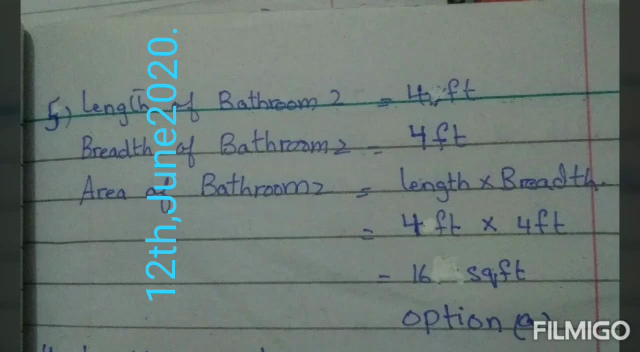 5) Length of Bathroom 2 = 4 ft
Breadth of Bathroom 2 = 4 ft
Area of Bathroom 2 = length × Breadth.
= 4 ft × 4 ft
= 16 sq.ft
option (a)
12th,June2020.
FILMIGO